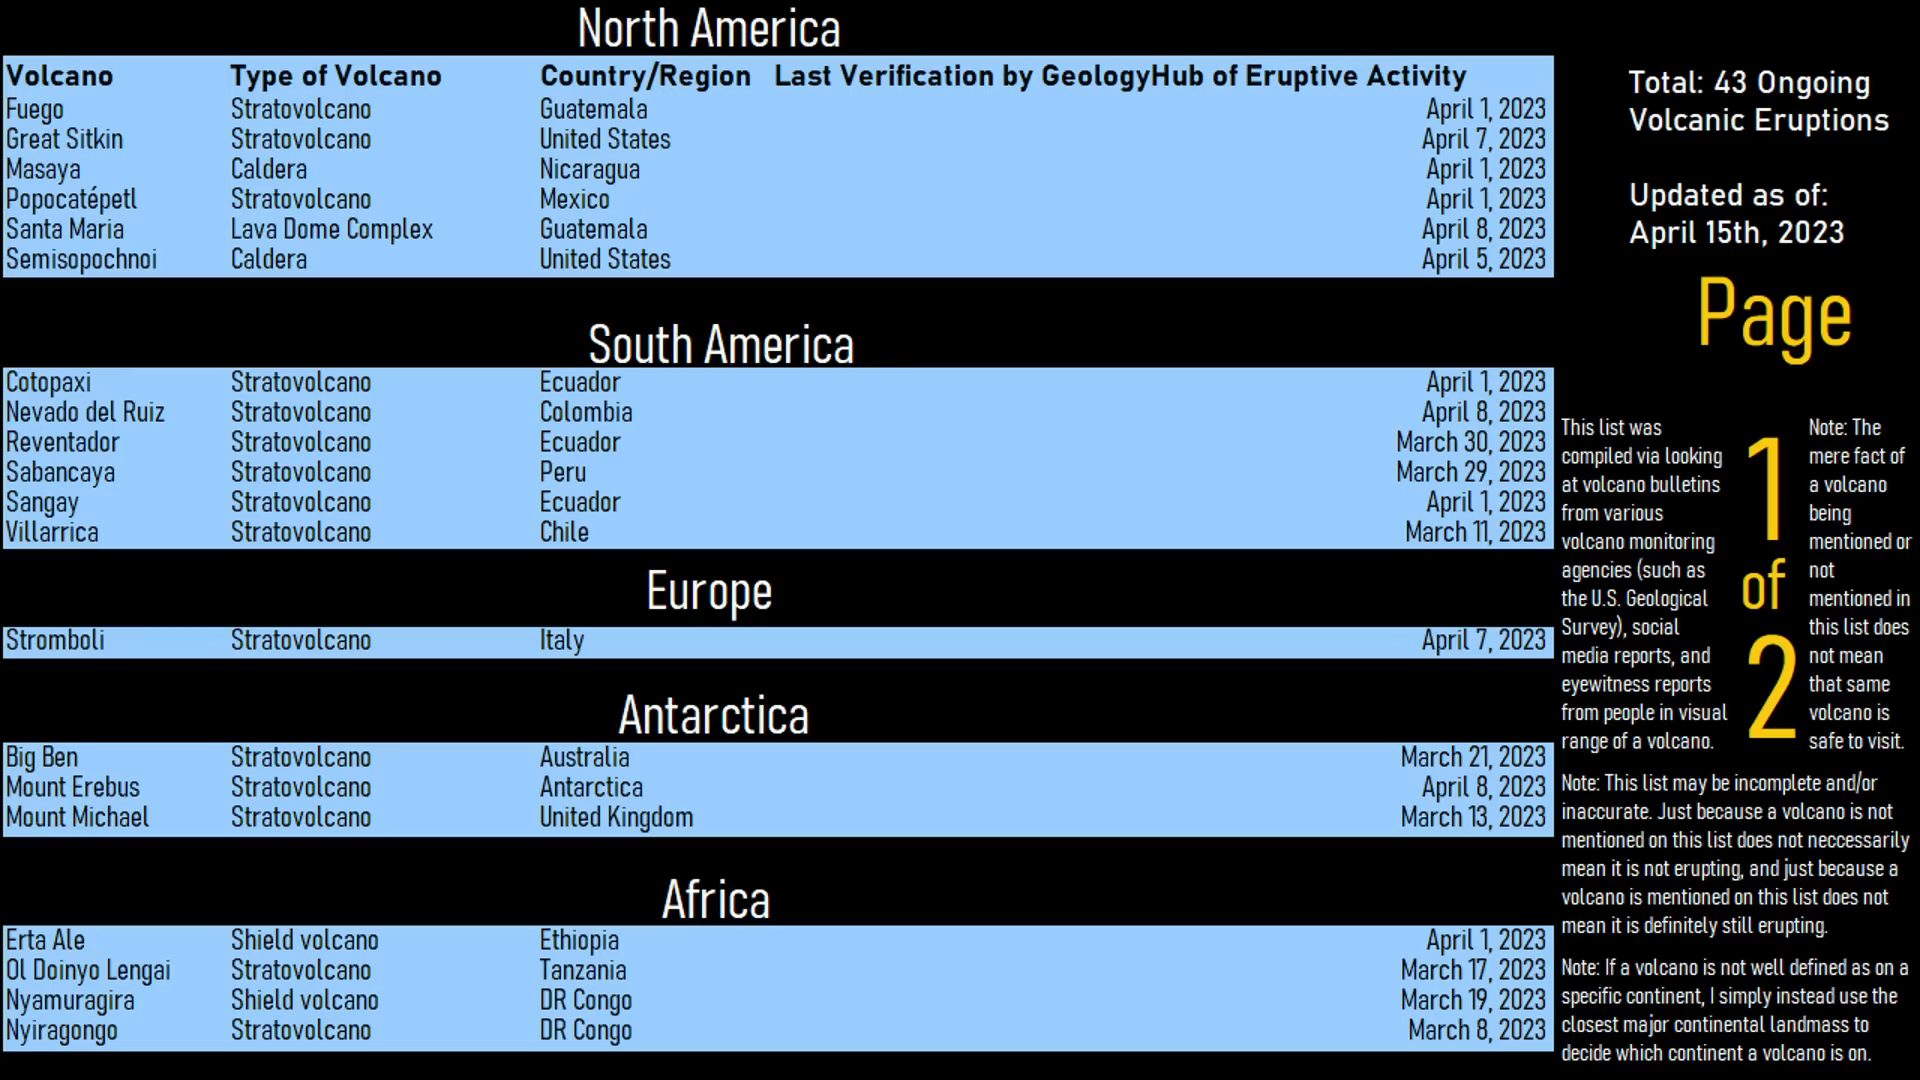 North America
Volcano Type of Volcano Country/Region Last Verification by GeologyHub of Eruptive Activity
Fuego Stratovolcano Guatemala April 1, 2023
Great Sitkin Stratovolcano United States April 7, 2023
Masaya Caldera Nicaragua April 1, 2023
Popocatépetl Stratovolcano Mexico April 1, 2023
Santa Maria Lava Dome Complex Guatemala April 8, 2023
Semisopochnoi Caldera United States April 5, 2023
South America
Cotopaxi Stratovolcano Ecuador April 1, 2023
Nevado del Ruiz Stratovolcano Colombia April 8, 2023
Reventador Stratovolcano Ecuador March 30, 2023
Sabancaya Stratovolcano Peru March 29, 2023
Sangay Stratovolcano Ecuador April 1, 2023
Villarrica Stratovolcano Chile March 11, 2023
Europe
Stromboli Stratovolcano Italy April 7, 2023
Antarctica
Big Ben Stratovolcano Australia March 21, 2023
Mount Erebus Stratovolcano Antarctica April 8, 2023
Mount Michael Stratovolcano United Kingdom March 13, 2023
Africa
Erta Ale Shield volcano Ethiopia April 1, 2023
Ol Doinyo Lengai Stratovolcano Tanzania March 17, 2023
Nyamuragira Shield volcano DR Congo March 19, 2023
Nyiragongo Stratovolcano DR Congo March 8, 2023
Total: 43 Ongoing
Volcanic Eruptions
Updated as of:
April 15th, 2023
Page
1
of
2
This list was
compiled via looking
at volcano bulletins
from various
volcano monitoring
agencies (such as
the U.S. Geological
Survey), social
media reports, and
eyewitness reports
from people in visual
range of a volcano.
Note: The
mere fact of
a volcano
being
mentioned or
not
mentioned in
this list does
not mean
that same
volcano is
safe to visit.
Note: This list may be incomplete and/or
inaccurate. Just because a volcano is not
mentioned on this list does not neccessarily
mean it is not erupting, and just because a
volcano is mentioned on this list does not
mean it is definitely still erupting.
Note: If a volcano is not well defined as on a
specific continent, I simply instead use the
closest major continental landmass to
decide which continent a volcano is on.